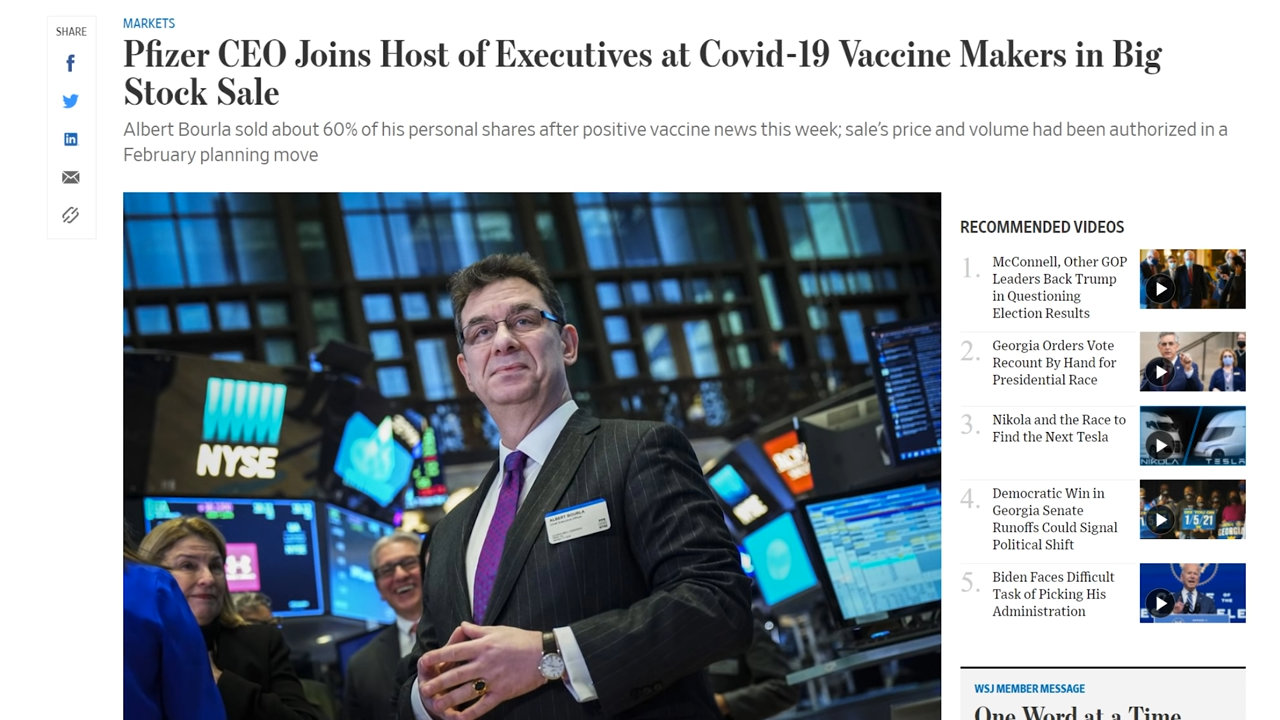 SHARE
MARKETS
Pfizer CEO Joins Host of Executives at Covid-19 Vaccine Makers in Big
Stock Sale
Albert Bourla sold about 60% of his personal shares after positive vaccine news this week; sale's price and volume had been authorized in a
February planning move
NYSE
ALBERT BOURLA
RECOMMENDED VIDEOS
1. McConnell, Other GOP
Leaders Back Trump
in Questioning
Election Results
2. Georgia Orders Vote
Recount By Hand for
Presidential Race
3. Nikola and the Race to
Find the Next Tesla
NIKOLA
TESLA
4. Democratic Win in
Georgia Senate
Runoffs Could Signal
Political Shift
1/5/21
5. Biden Faces Difficult
Task of Picking His
Administration
WSJ MEMBER MESSAGE
One Word at a Time